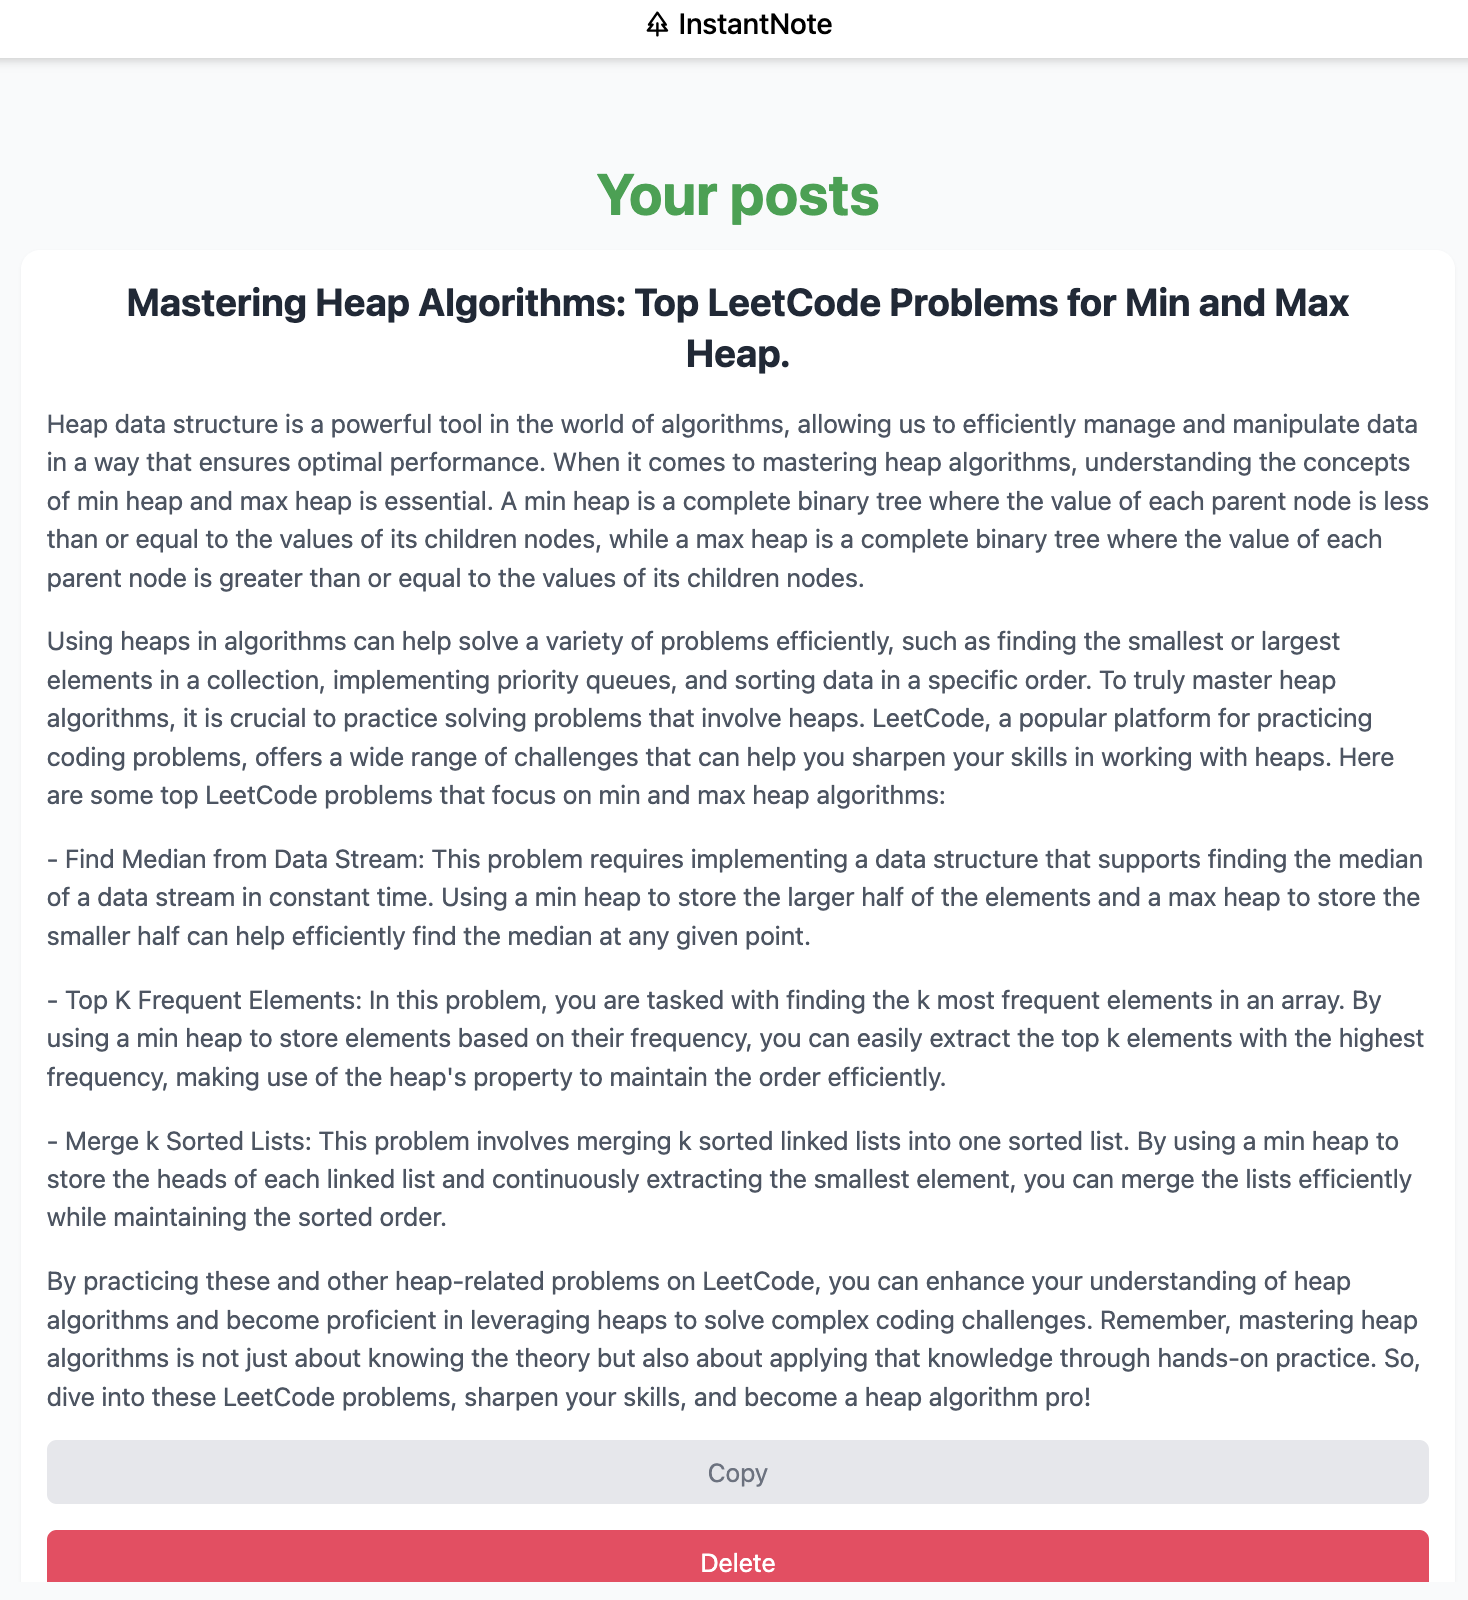 InstantNote
Your posts
Mastering Heap Algorithms: Top LeetCode Problems for Min and Max
Heap.
Heap data structure is a powerful tool in the world of algorithms, allowing us to efficiently manage and manipulate data
in a way that ensures optimal performance. When it comes to mastering heap algorithms, understanding the concepts
of min heap and max heap is essential. A min heap is a complete binary tree where the value of each parent node is less
than or equal to the values of its children nodes, while a max heap is a complete binary tree where the value of each
parent node is greater than or equal to the values of its children nodes.
Using heaps in algorithms can help solve a variety of problems efficiently, such as finding the smallest or largest
elements in a collection, implementing priority queues, and sorting data in a specific order. To truly master heap
algorithms, it is crucial to practice solving problems that involve heaps. LeetCode, a popular platform for practicing
coding problems, offers a wide range of challenges that can help you sharpen your skills in working with heaps. Here
are some top LeetCode problems that focus on min and max heap algorithms:
- Find Median from Data Stream: This problem requires implementing a data structure that supports finding the median
of a data stream in constant time. Using a min heap to store the larger half of the elements and a max heap to store the
smaller half can help efficiently find the median at any given point.
- Top K Frequent Elements: In this problem, you are tasked with finding the k most frequent elements in an array. By
using a min heap to store elements based on their frequency, you can easily extract the top k elements with the highest
frequency, making use of the heap's property to maintain the order efficiently.
- Merge k Sorted Lists: This problem involves merging k sorted linked lists into one sorted list. By using a min heap to
store the heads of each linked list and continuously extracting the smallest element, you can merge the lists efficiently
while maintaining the sorted order.
By practicing these and other heap-related problems on LeetCode, you can enhance your understanding of heap
algorithms and become proficient in leveraging heaps to solve complex coding challenges. Remember, mastering heap
algorithms is not just about knowing the theory but also about applying that knowledge through hands-on practice. So,
dive into these LeetCode problems, sharpen your skills, and become a heap algorithm pro!
Copy
Delete